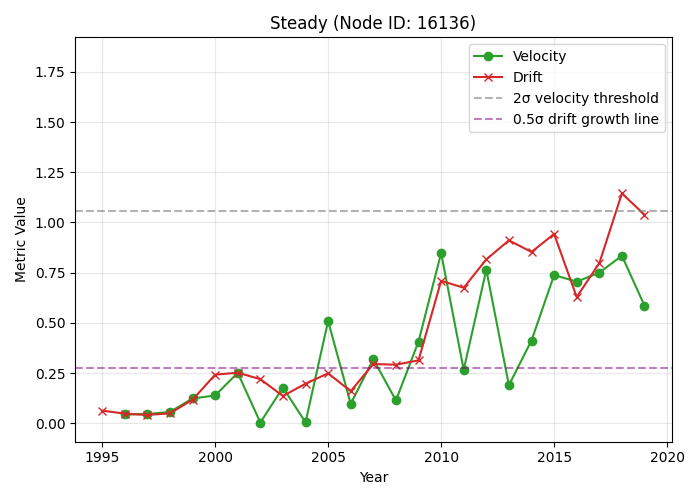 Steady (Node ID: 16136)
Velocity
Drift
2σ velocity threshold
0.5σ drift growth line
Metric Value
1.75
1.50
1.25
1.00
0.75
0.50
0.25
0.00
1995 2000 2005 2010 2015 2020
Year